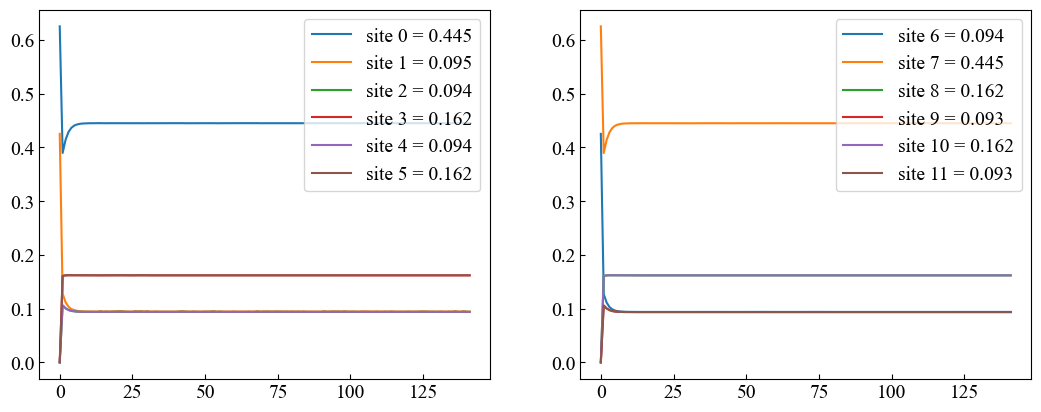 0.6
0.5
0.4
0.3
0.2
0.1
0.0
0 25 50 75 100 125
site 0 = 0.445
site 1 = 0.095
site 2 = 0.094
site 3 = 0.162
site 4 = 0.094
site 5 = 0.162
0.6
0.5
0.4
0.3
0.2
0.1
0.0
0 25 50 75 100 125
site 6 = 0.094
site 7 = 0.445
site 8 = 0.162
site 9 = 0.093
site 10 = 0.162
site 11 = 0.093